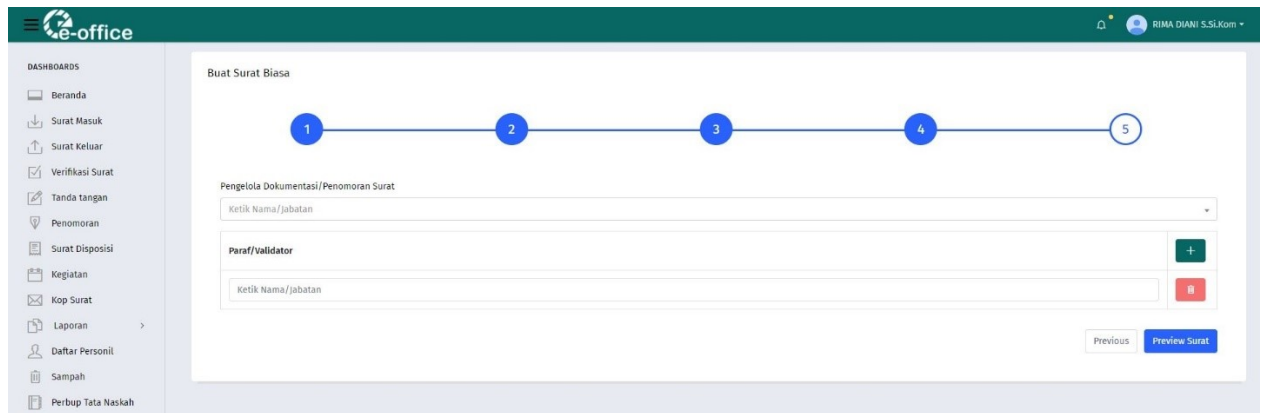 e-office
RIMA DIANI S.Si.Kom
DASHBOARDS
Beranda
Surat Masuk
Surat Keluar
Verifikasi Surat
Tanda tangan
Penomoran
Surat Disposisi
Kegiatan
Kop Surat
Laporan
Daftar Personil
Sampah
Perbup Tata Naskah
Buat Surat Biasa
1 2 3 4 5
Pengelola Dokumentasi/Penomoran Surat
Ketik Nama/Jabatan
Paraf/Validator
+
Ketik Nama/Jabatan
Previous Preview Surat